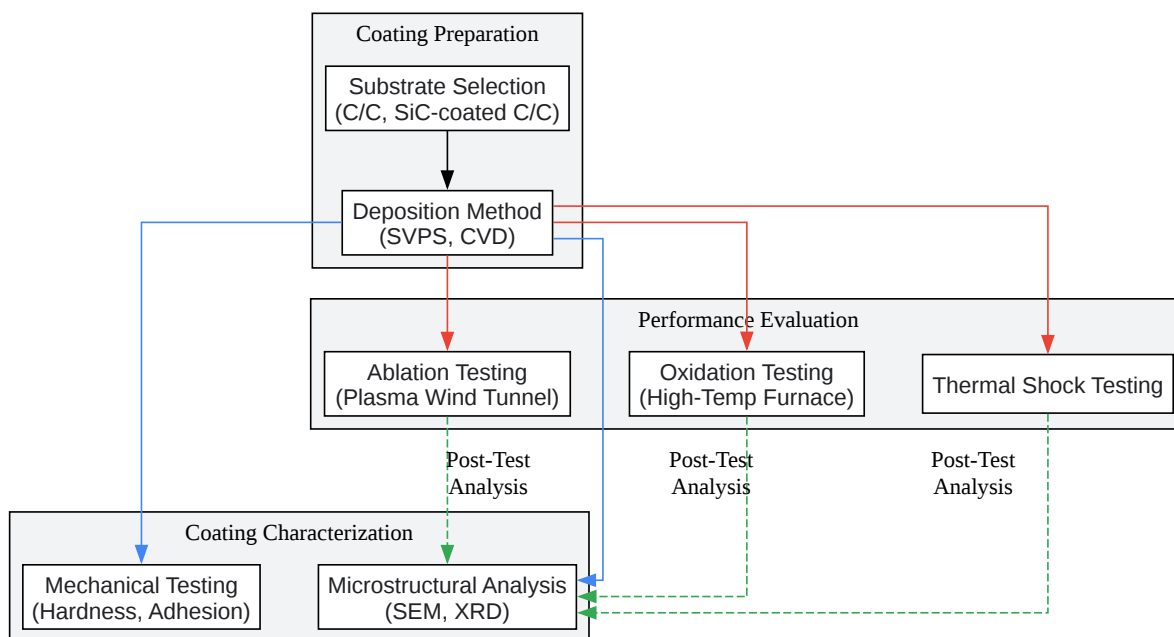 Coating Preparation
Substrate Selection
(C/C, SiC-coated C/C)
Deposition Method
(SVPS, CVD)
Performance Evaluation
Ablation Testing
(Plasma Wind Tunnel)
Oxidation Testing
(High-Temp Furnace)
Thermal Shock Testing
Post-Test
Analysis
Post-Test
Analysis
Post-Test
Analysis
Coating Characterization
Mechanical Testing
(Hardness, Adhesion)
Microstructural Analysis
(SEM, XRD)